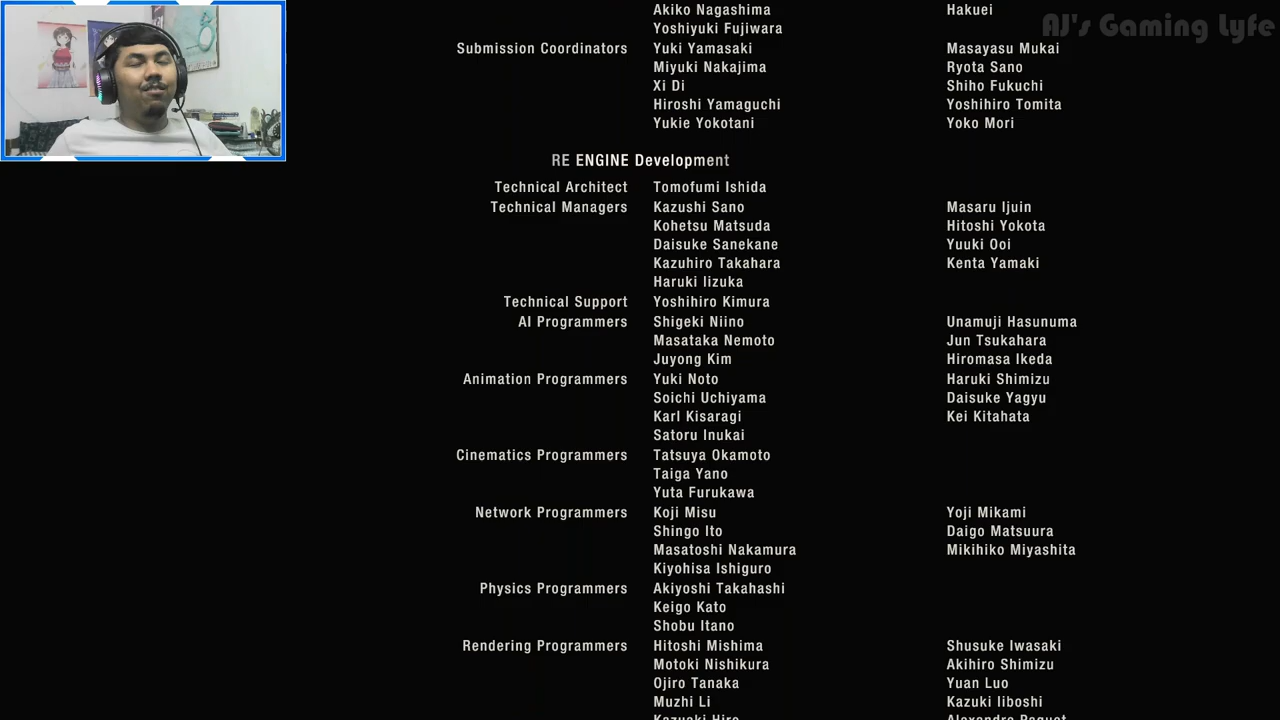 AJ's Gaming Lyfe
Akiko Nagashima Hakuei
Yoshiyuki Fujiwara
Submission Coordinators Yuki Yamasaki Masayasu Mukai
Miyuki Nakajima Ryota Sano
Xi Di Shiho Fukuchi
Hiroshi Yamaguchi Yoshihiro Tomita
Yukie Yokotani Yoko Mori
RE ENGINE Development
Technical Architect Tomofumi Ishida
Technical Managers Kazushi Sano Masaru Ijuin
Kohetsu Matsuda Hitoshi Yokota
Daisuke Sanekane Yuuki Ooi
Kazuhiro Takahara Kenta Yamaki
Haruki Iizuka
Technical Support Yoshihiro Kimura
AI Programmers Shigeki Niino Unamuji Hasunuma
Masataka Nemoto Jun Tsukahara
Juyong Kim Hiromasa Ikeda
Animation Programmers Yuki Noto Haruki Shimizu
Soichi Uchiyama Daisuke Yagyu
Karl Kisaragi Kei Kitahata
Satoru Inukai
Cinematics Programmers Tatsuya Okamoto
Taiga Yano
Yuta Furukawa
Network Programmers Koji Misu Yoji Mikami
Shingo Ito Daigo Matsuura
Masatoshi Nakamura Mikihiko Miyashita
Kiyohisa Ishiguro
Physics Programmers Akiyoshi Takahashi
Keigo Kato
Shobu Itano
Rendering Programmers Hitoshi Mishima Shusuke Iwasaki
Motoki Nishikura Akihiro Shimizu
Ojiro Tanaka Yuan Luo
Muzhi Li Kazuki Iiboshi